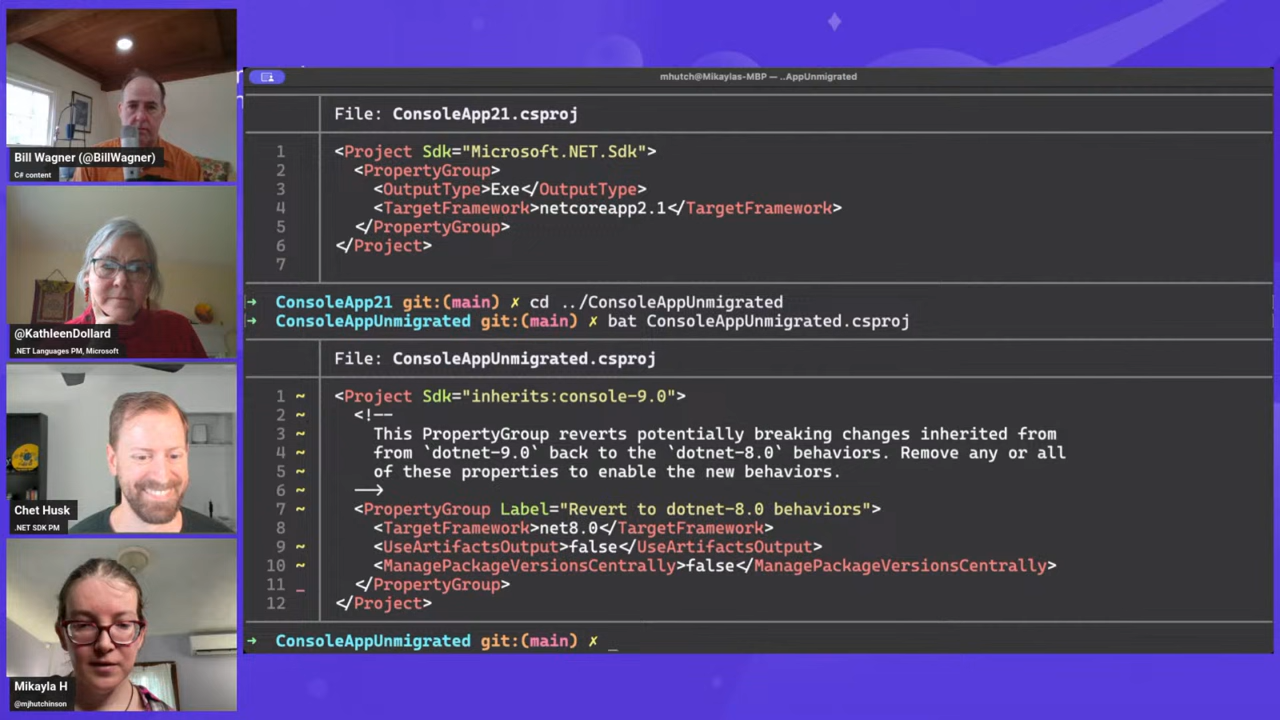 Bill Wagner (@BillWagner)
C# content
@KathleenDollard
.NET Languages PM, Microsoft
Chet Husk
.NET SDK PM
Mikayla H
@mjhutchinson
mhutch@Mikaylas-MBP — ..AppUnmigrated
File: ConsoleApp21.csproj
1 <Project Sdk="Microsoft.NET.Sdk">
2 <PropertyGroup>
3 <OutputType>Exe</OutputType>
4 <TargetFramework>netcoreapp2.1</TargetFramework>
5 </PropertyGroup>
6 </Project>
7
→ ConsoleApp21 git:(main) ✗ cd ../ConsoleAppUnmigrated
→ ConsoleAppUnmigrated git:(main) ✗ bat ConsoleAppUnmigrated.csproj
File: ConsoleAppUnmigrated.csproj
1 ~ <Project Sdk="inherits:console-9.0">
2 ~ <!--
3 ~ This PropertyGroup reverts potentially breaking changes inherited from
4 ~ from `dotnet-9.0` back to the `dotnet-8.0` behaviors. Remove any or all
5 ~ of these properties to enable the new behaviors.
6 ~ -->
7 ~ <PropertyGroup Label="Revert to dotnet-8.0 behaviors">
8 <TargetFramework>net8.0</TargetFramework>
9 ~ <UseArtifactsOutput>false</UseArtifactsOutput>
10 ~ <ManagePackageVersionsCentrally>false</ManagePackageVersionsCentrally>
11 _ </PropertyGroup>
12 </Project>
→ ConsoleAppUnmigrated git:(main) ✗ _